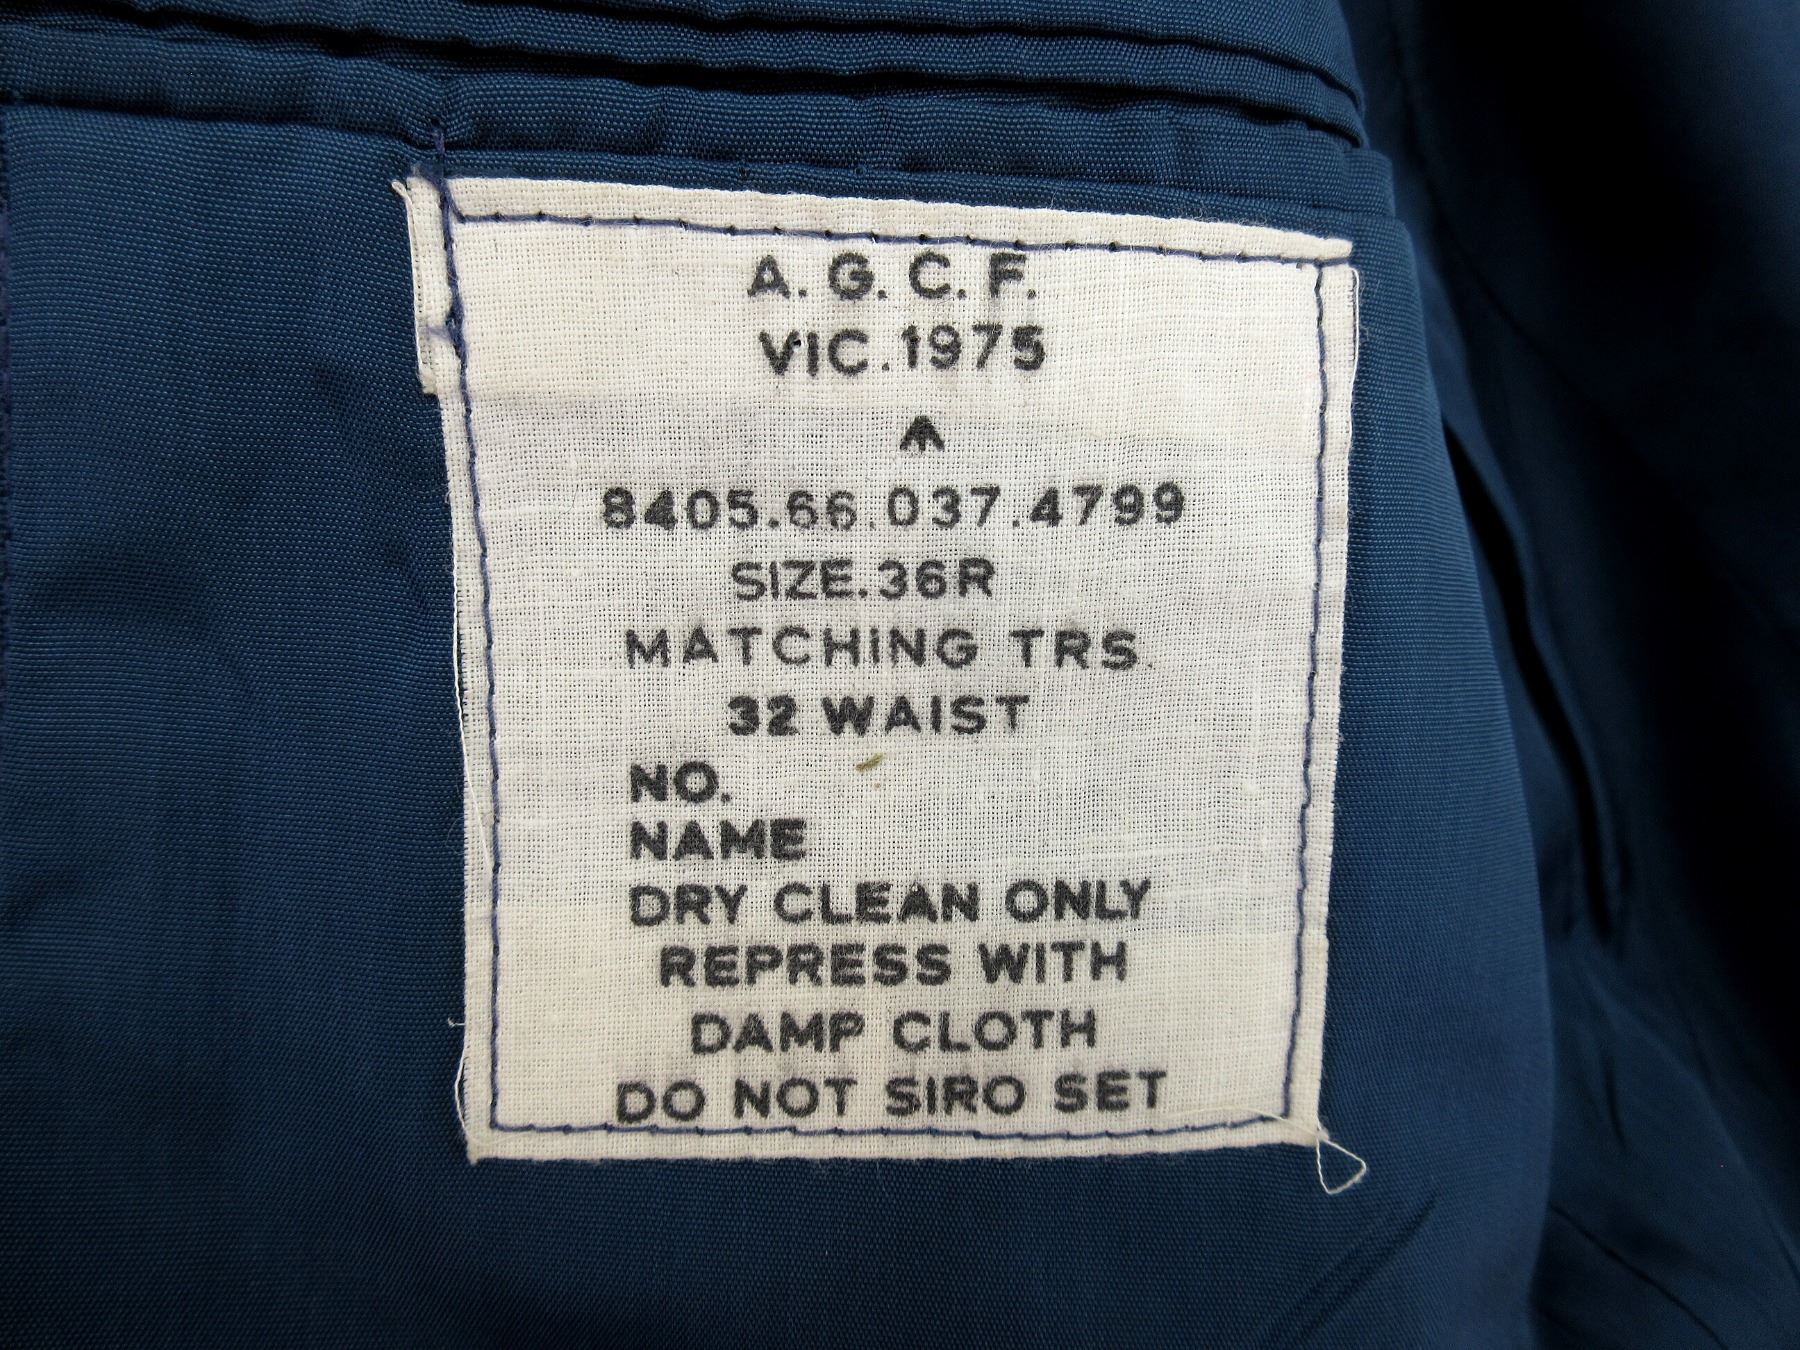 A. G. C. F.
VIC. 1975
8405.66.037.4799
SIZE. 36R
MATCHING TRS.
32 WAIST
NO.
NAME
DRY CLEAN ONLY
REPRESS WITH
DAMP CLOTH
DO NOT SIRO SET